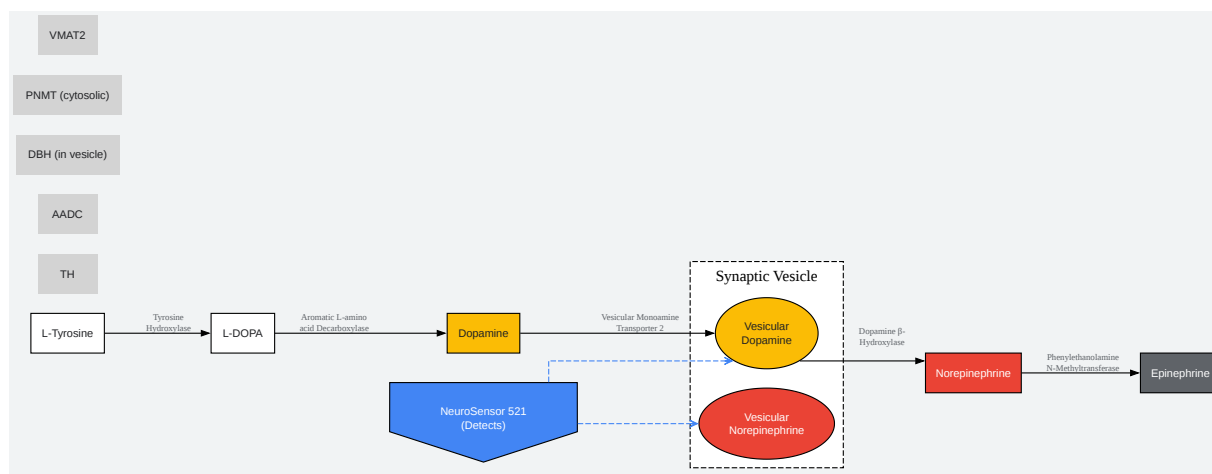 VMAT2
PNMT (cytosolic)
DBH (in vesicle)
AADC
TH
Synaptic Vesicle
L-Tyrosine
Tyrosine
Hydroxylase
L-DOPA
Aromatic L-amino
acid Decarboxylase
Dopamine
Vesicular Monoamine
Transporter 2
Vesicular
Dopamine
Dopamine β-
Hydroxylase
Norepinephrine
Phenylethanolamine
N-Methyltransferase
Epinephrine
NeuroSensor 521
(Detects)
Vesicular
Norepinephrine